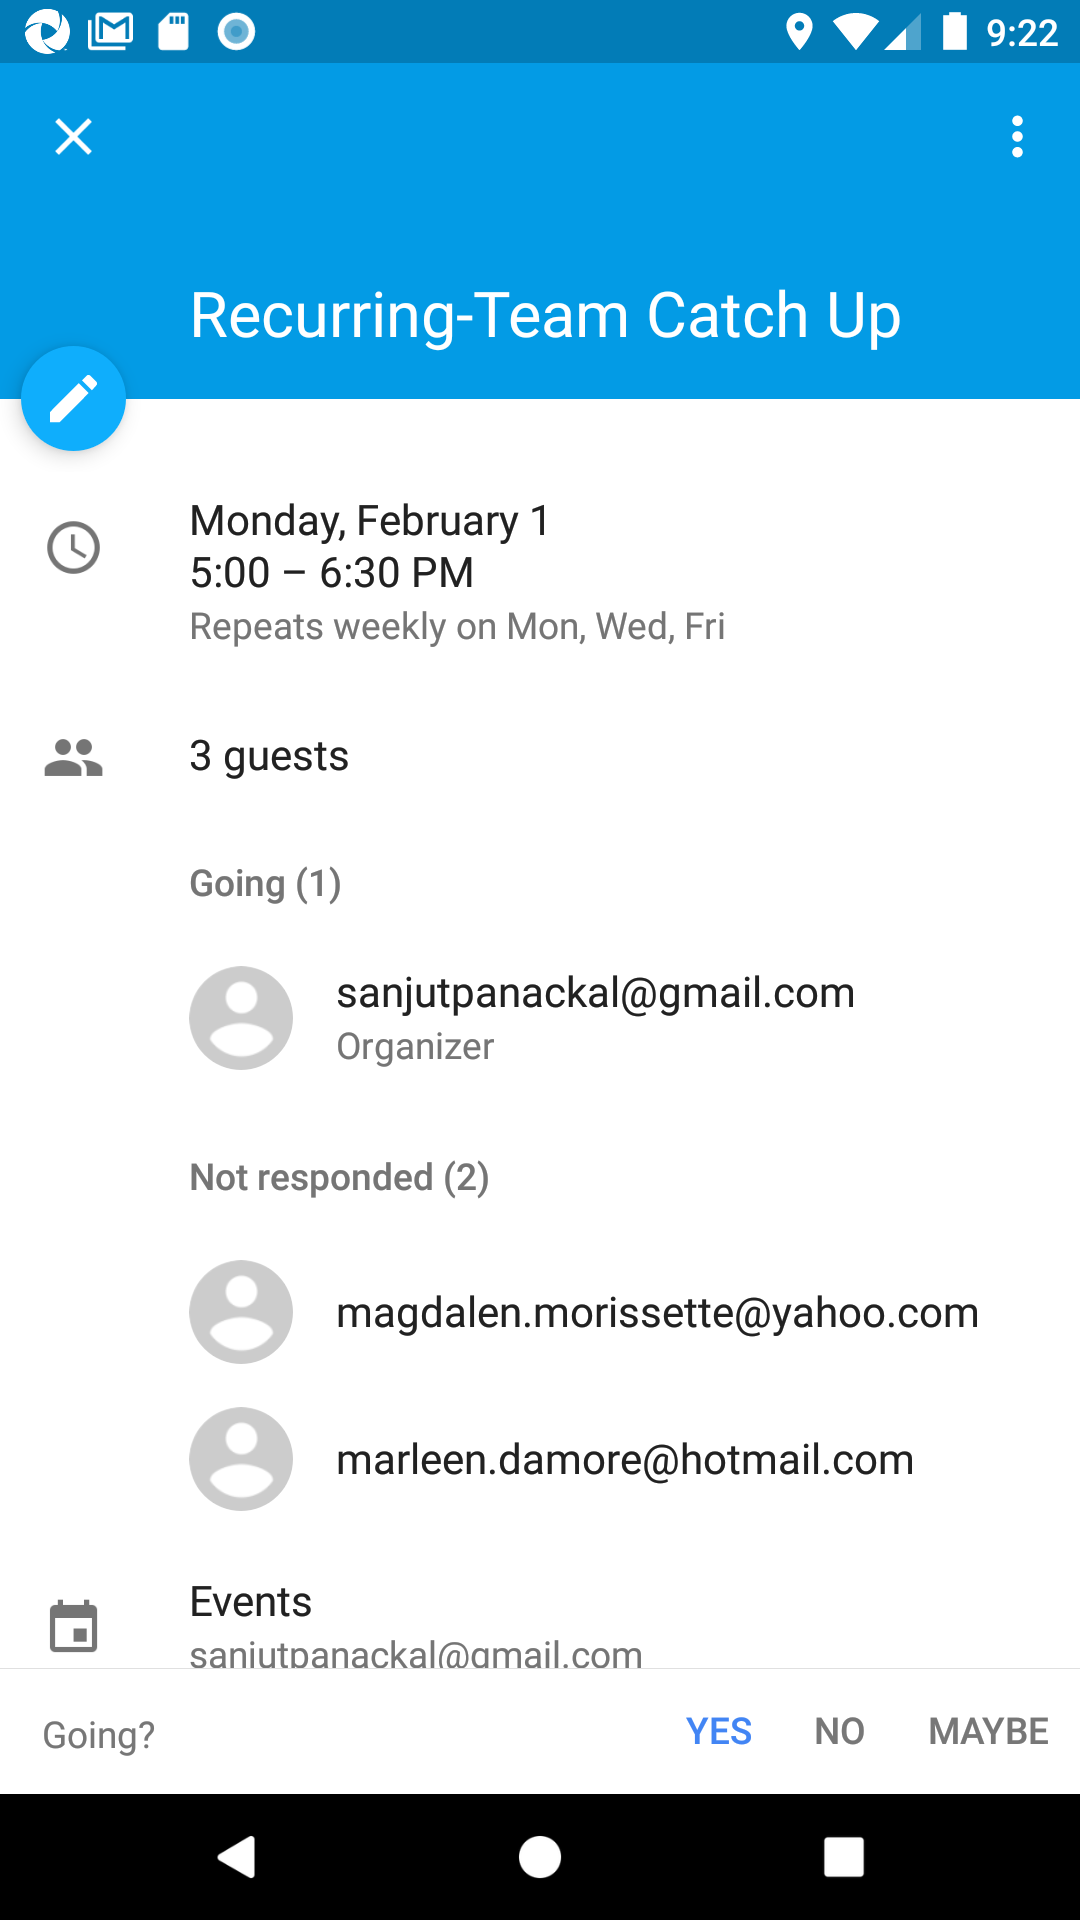 9:22
Recurring-Team Catch Up
Monday, February 1
5:00 – 6:30 PM
Repeats weekly on Mon, Wed, Fri
3 guests
Going (1)
sanjutpanackal@gmail.com
Organizer
Not responded (2)
magdalen.morissette@yahoo.com
marleen.damore@hotmail.com
Events
sanjutpanackal@gmail.com
Going?
YES
NO
MAYBE